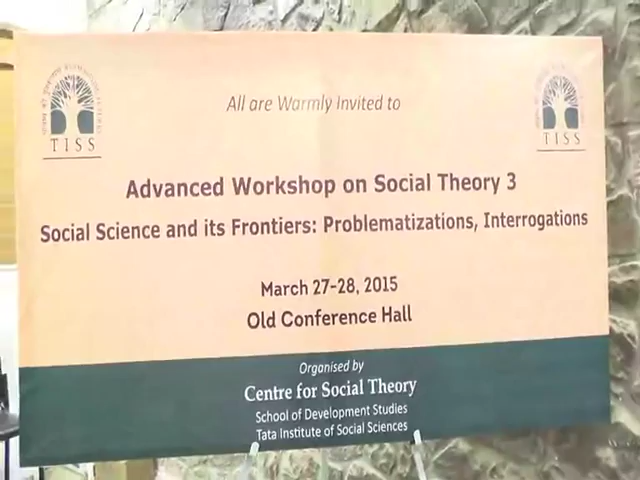 All are Warmly Invited to
TISS
TISS
Advanced Workshop on Social Theory 3
Social Science and its Frontiers: Problematizations, Interrogations
March 27-28, 2015
Old Conference Hall
Organised by
Centre for Social Theory
School of Development Studies
Tata Institute of Social Sciences